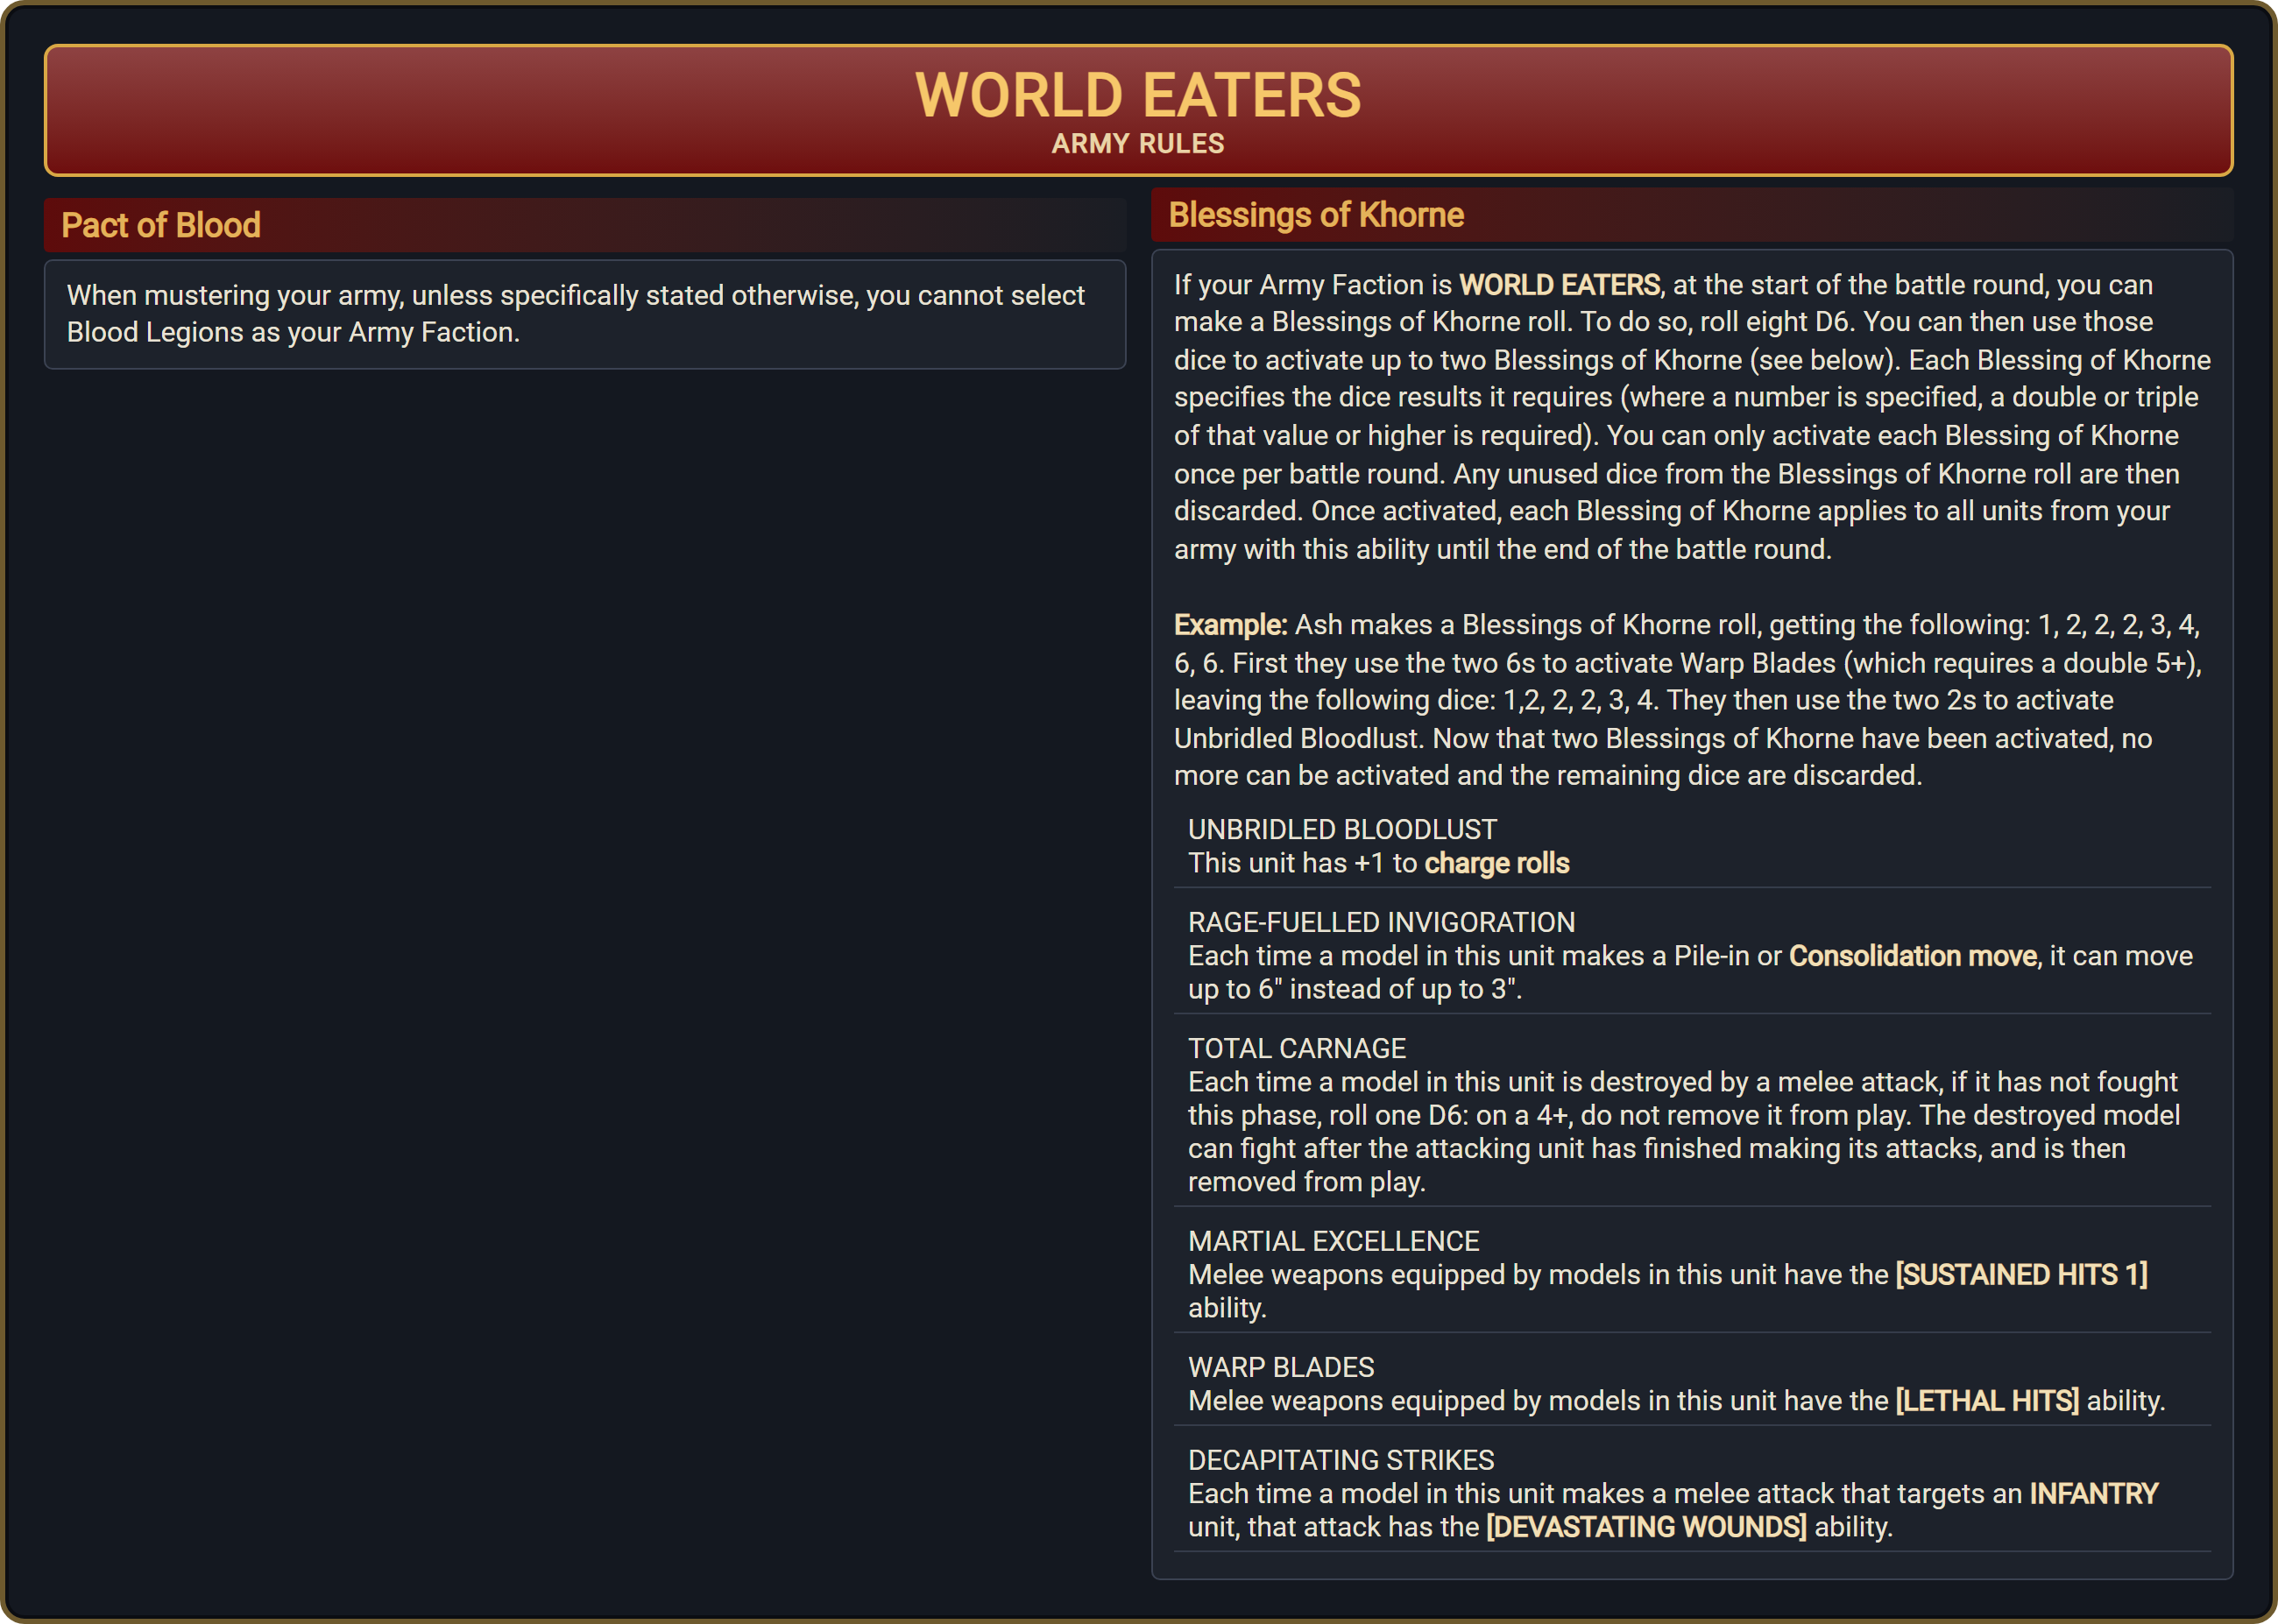 WORLD EATERS
ARMY RULES
Pact of Blood
When mustering your army, unless specifically stated otherwise, you cannot select
Blood Legions as your Army Faction.
Blessings of Khorne
If your Army Faction is WORLD EATERS, at the start of the battle round, you can
make a Blessings of Khorne roll. To do so, roll eight D6. You can then use those
dice to activate up to two Blessings of Khorne (see below). Each Blessing of Khorne
specifies the dice results it requires (where a number is specified, a double or triple
of that value or higher is required). You can only activate each Blessing of Khorne
once per battle round. Any unused dice from the Blessings of Khorne roll are then
discarded. Once activated, each Blessing of Khorne applies to all units from your
army with this ability until the end of the battle round.
Example: Ash makes a Blessings of Khorne roll, getting the following: 1, 2, 2, 2, 3, 4,
6, 6. First they use the two 6s to activate Warp Blades (which requires a double 5+),
leaving the following dice: 1,2, 2, 2, 3, 4. They then use the two 2s to activate
Unbridled Bloodlust. Now that two Blessings of Khorne have been activated, no
more can be activated and the remaining dice are discarded.
UNBRIDLED BLOODLUST
This unit has +1 to charge rolls
RAGE-FUELLED INVIGORATION
Each time a model in this unit makes a Pile-in or Consolidation move, it can move
up to 6" instead of up to 3".
TOTAL CARNAGE
Each time a model in this unit is destroyed by a melee attack, if it has not fought
this phase, roll one D6: on a 4+, do not remove it from play. The destroyed model
can fight after the attacking unit has finished making its attacks, and is then
removed from play.
MARTIAL EXCELLENCE
Melee weapons equipped by models in this unit have the [SUSTAINED HITS 1]
ability.
WARP BLADES
Melee weapons equipped by models in this unit have the [LETHAL HITS] ability.
DECAPITATING STRIKES
Each time a model in this unit makes a melee attack that targets an INFANTRY
unit, that attack has the [DEVASTATING WOUNDS] ability.